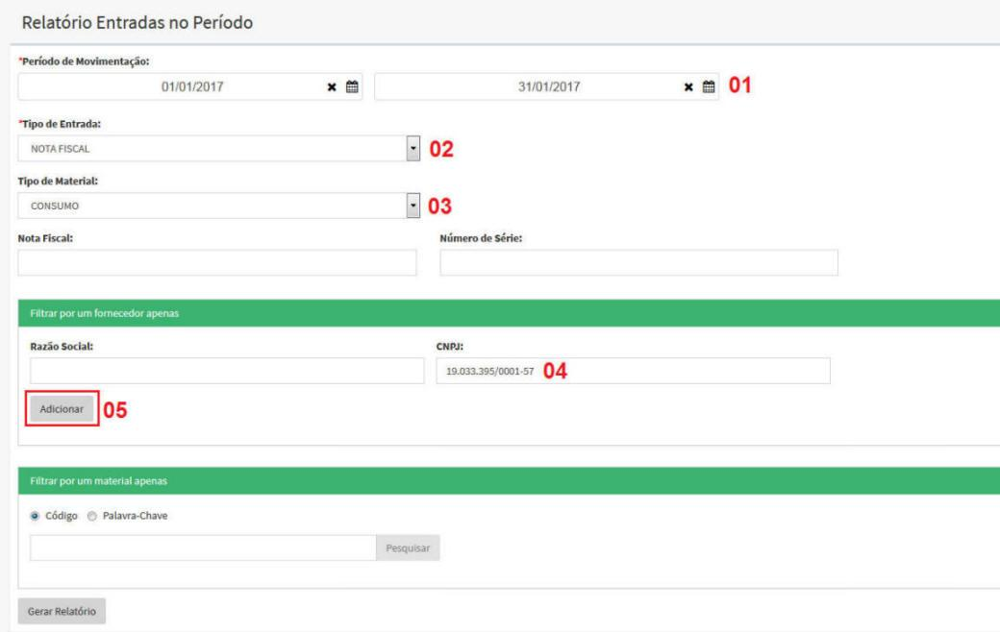 Relatório Entradas no Período
*Período de Movimentação:
01/01/2017 31/01/2017 01
*Tipo de Entrada:
NOTA FISCAL 02
Tipo de Material:
CONSUMO 03
Nota Fiscal: Número de Série:
Filtrar por um fornecedor apenas
Razão Social: CNPJ:
19.033.395/0001-57 04
Adicionar 05
Filtrar por um material apenas
Código Palavra-Chave
Pesquisar
Gerar Relatório